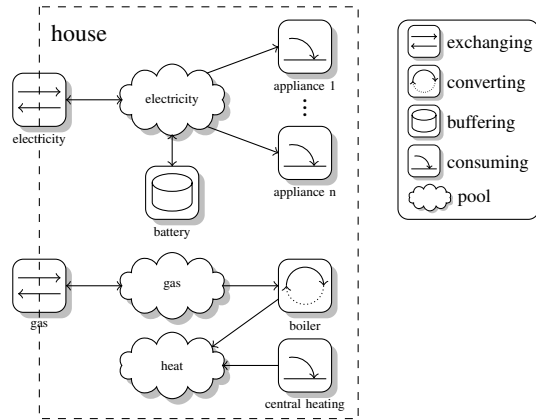 house
electricity
electricity
appliance 1
appliance n
battery
gas
gas
boiler
heat
central heating
exchanging
converting
buffering
consuming
pool